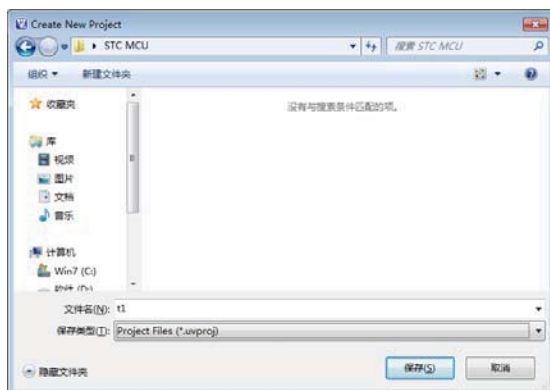 Create New Project
STC MCU
搜索 STC MCU
组织
新建文件夹
收藏夹
没有与搜索条件匹配的项。
库
视频
图片
文档
音乐
计算机
Win7 (C:)
软件 (D:)
文件名(N): t1
保存类型(T): Project Files (*.uvproj)
隐藏文件夹
保存(S)
取消